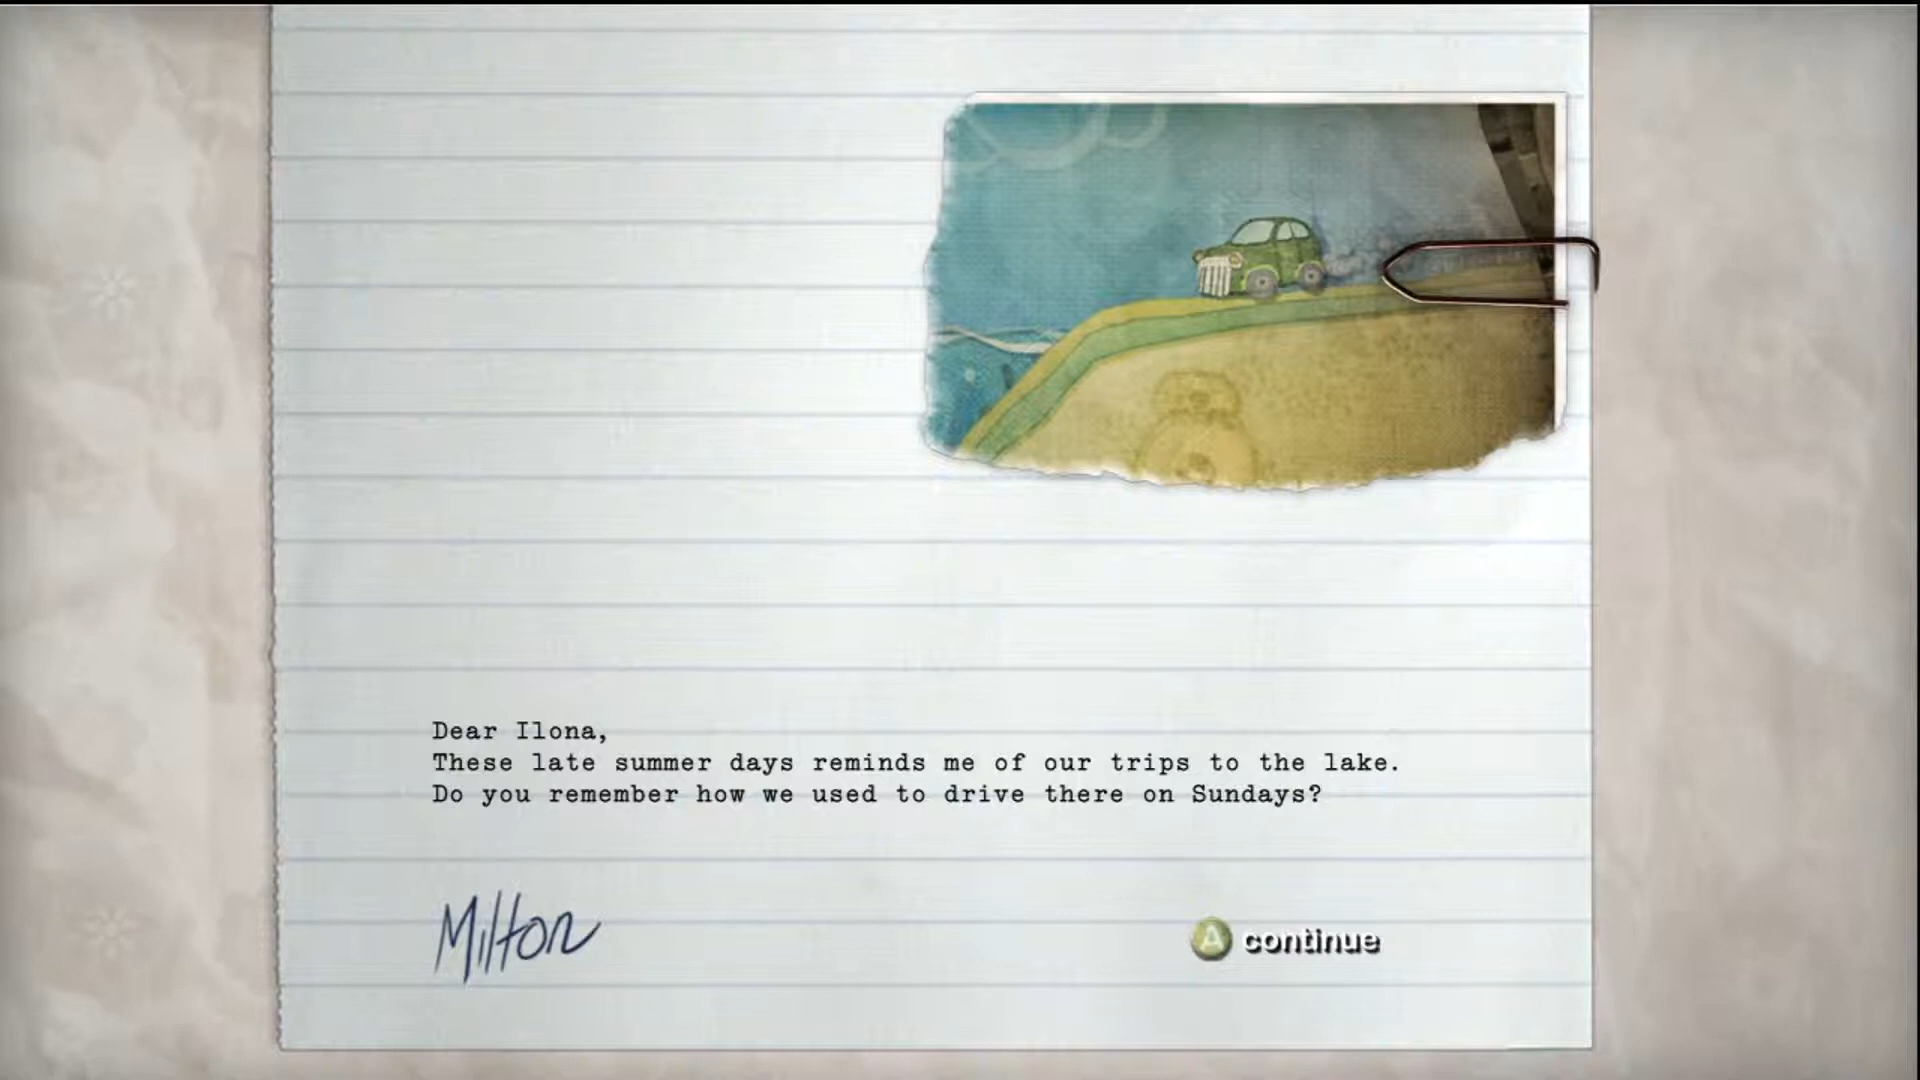 Dear Ilona,
These late summer days reminds me of our trips to the lake.
Do you remember how we used to drive there on Sundays?
Milton
A continue